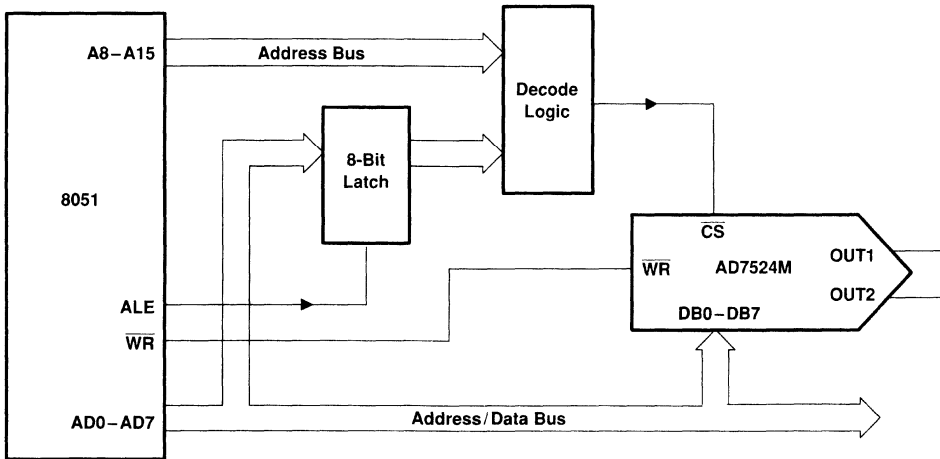 A8–A15
Address Bus
Decode
Logic
8-Bit
Latch
8051
CS
WR
AD7524M
OUT1
OUT2
DB0–DB7
ALE
WR
AD0–AD7
Address/Data Bus